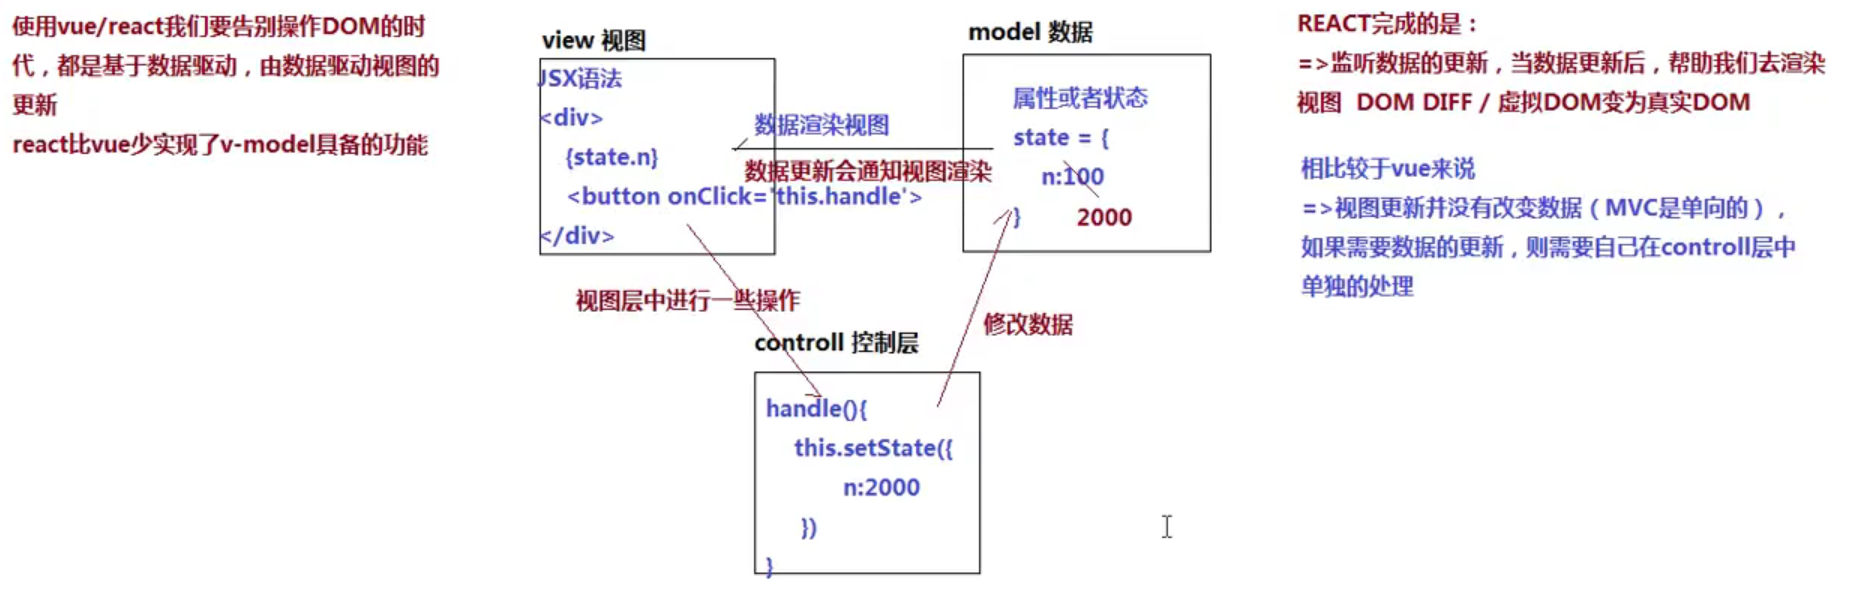 使用vue/react我们要告别操作DOM的时
代，都是基于数据驱动，由数据驱动视图的
更新
react比vue少实现了v-model具备的功能
view 视图
JSX语法
<div>
{state.n}
<button onClick='this.handle'>
</div>
数据渲染视图
数据更新会通知视图渲染
model 数据
属性或者状态
state = {
n:100
2000
}
视图层中进行一些操作
修改数据
controll 控制层
handle(){
this.setState({
n:2000
})
}
REACT完成的是：
=>监听数据的更新，当数据更新后，帮助我们去渲染
视图 DOM DIFF / 虚拟DOM变为真实DOM
相比较于vue来说
=>视图更新并没有改变数据（MVC是单向的），
如果需要数据的更新，则需要自己在controll层中
单独的处理